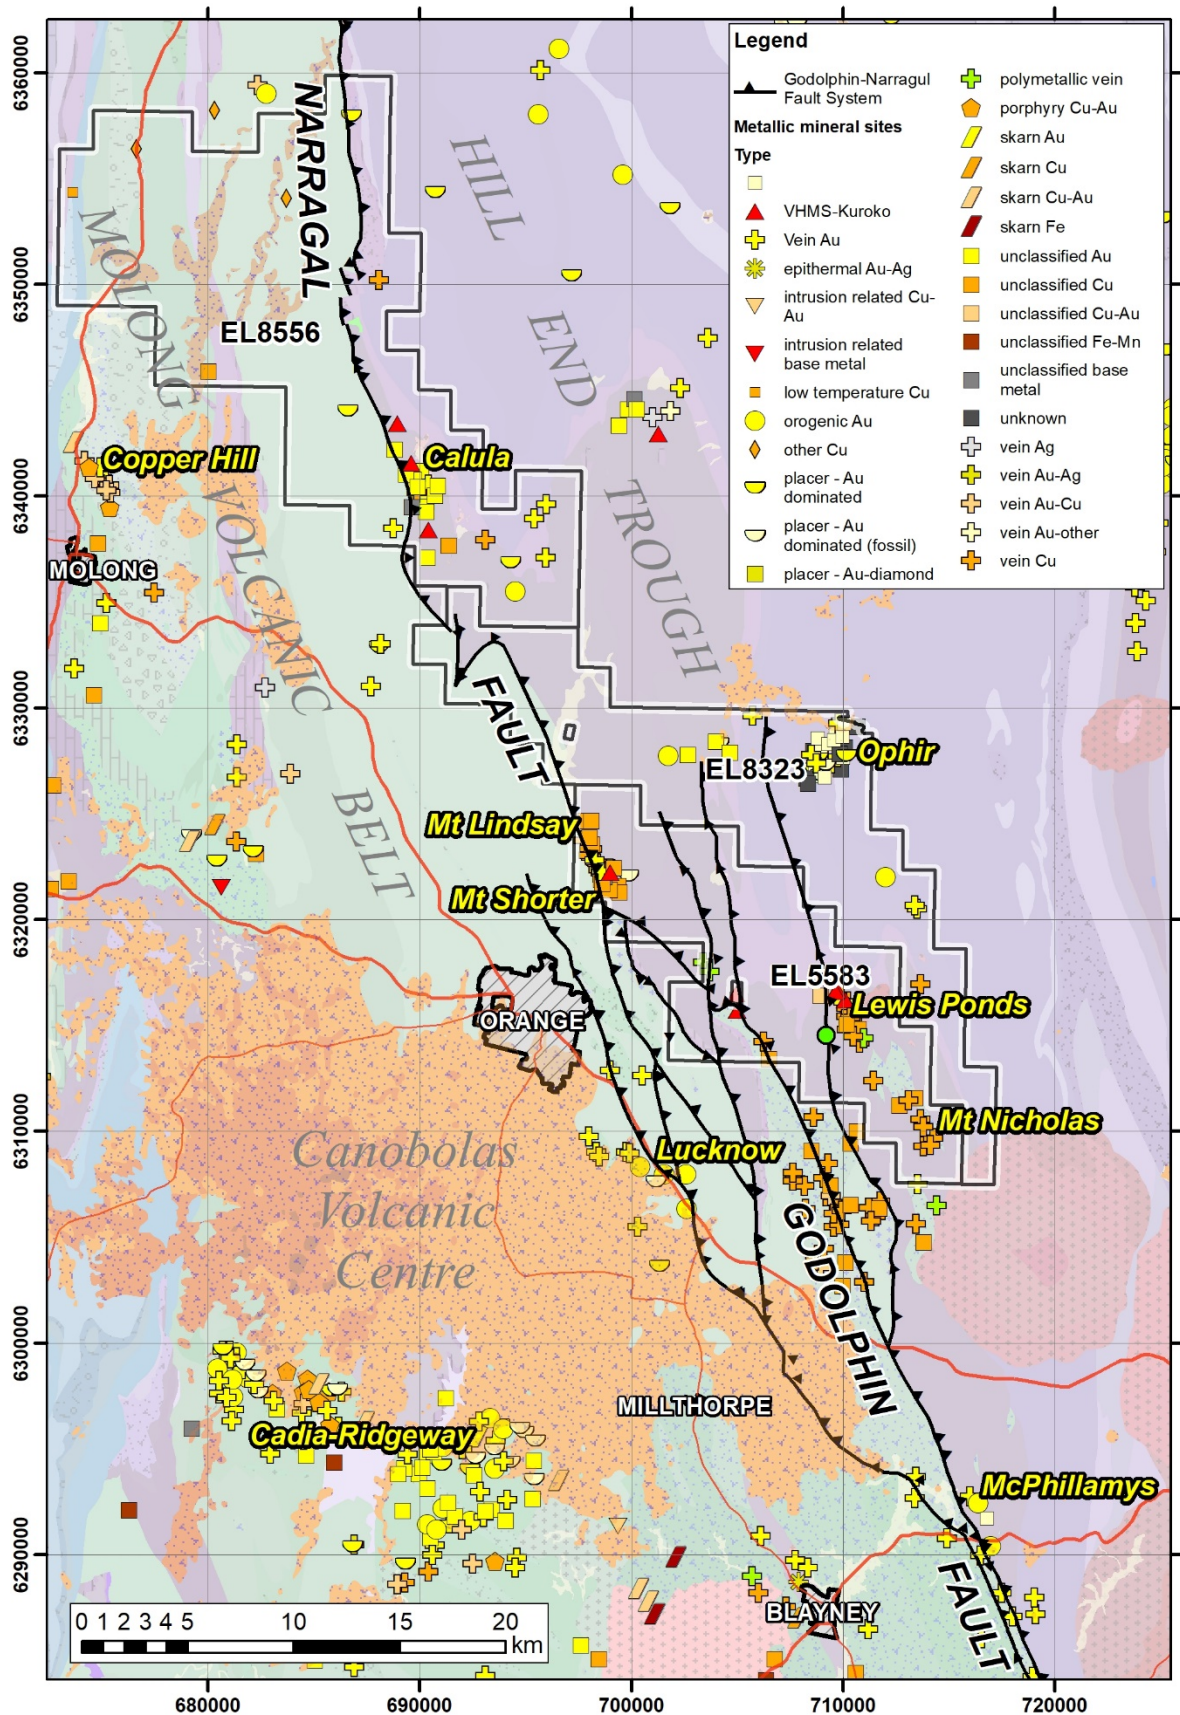 Legend
Godolphin-Narragul
Fault System
Metallic mineral sites
Type
VHMS-Kuroko
Vein Au
epithermal Au-Ag
intrusion related Cu-
Au
intrusion related
base metal
low temperature Cu
orogenic Au
other Cu
placer - Au
dominated
placer - Au
dominated (fossil)
placer - Au-diamond
polymetallic vein
porphyry Cu-Au
skarn Au
skarn Cu
skarn Cu-Au
skarn Fe
unclassified Au
unclassified Cu
unclassified Cu-Au
unclassified Fe-Mn
unclassified base
metal
unknown
vein Ag
vein Au-Ag
vein Au-Cu
vein Au-other
vein Cu
6360000
6350000
6340000
6330000
6320000
6310000
6300000
6290000
NARRAGAL
FAULT
HILL
END
TROUGH
MOLONG
VOLCANIC
BELT
EL8556
Copper Hill
Calula
MOLONG
EL8323
Ophir
Mt Lindsay
Mt Shorter
EL5583
Lewis Ponds
ORANGE
Mt Nicholas
Lucknow
Canobolas
Volcanic
Centre
GODOLPHIN
FAULT
MILLTHORPE
Cadia-Ridgeway
McPhillamys
BLAYNEY
0 1 2 3 4 5 10 15 20
km
680000 690000 700000 710000 720000